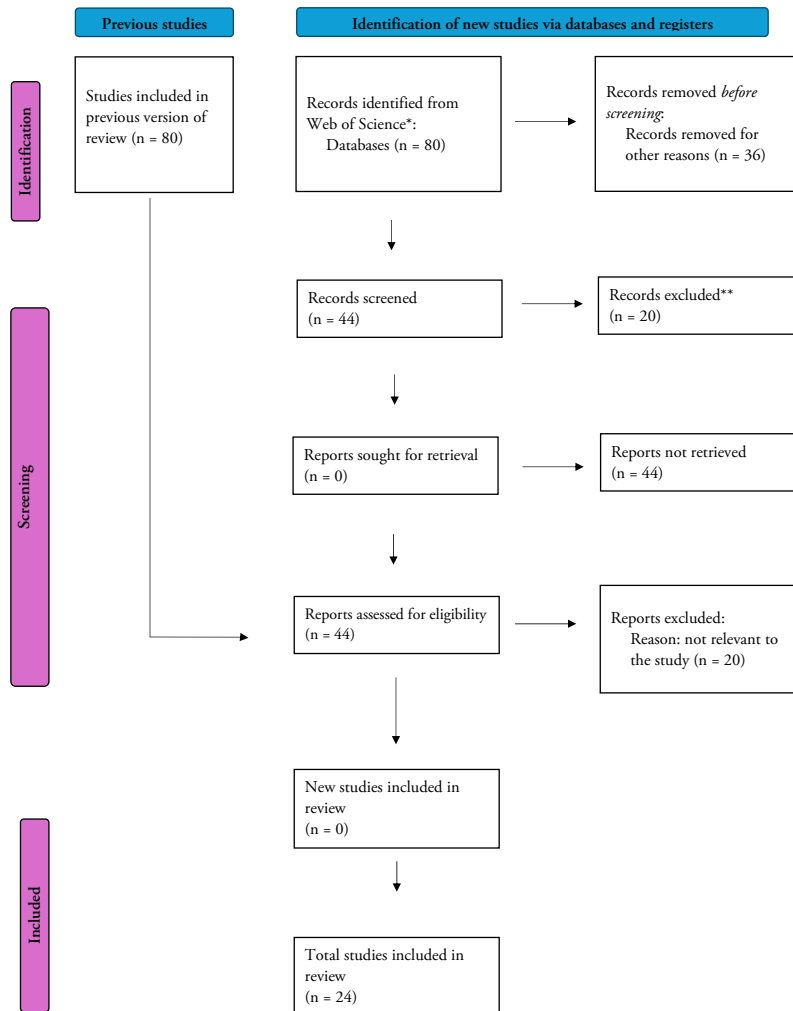 Previous studies
Identification of new studies via databases and registers
Identification
Studies included in
previous version of
review (n = 80)
Records identified from
Web of Science*:
Databases (n = 80)
Records removed before
screening:
Records removed for
other reasons (n = 36)
Screening
Records screened
(n = 44)
Records excluded**
(n = 20)
Reports sought for retrieval
(n = 0)
Reports not retrieved
(n = 44)
Reports assessed for eligibility
(n = 44)
Reports excluded:
Reason: not relevant to
the study (n = 20)
Included
New studies included in
review
(n = 0)
Total studies included in
review
(n = 24)